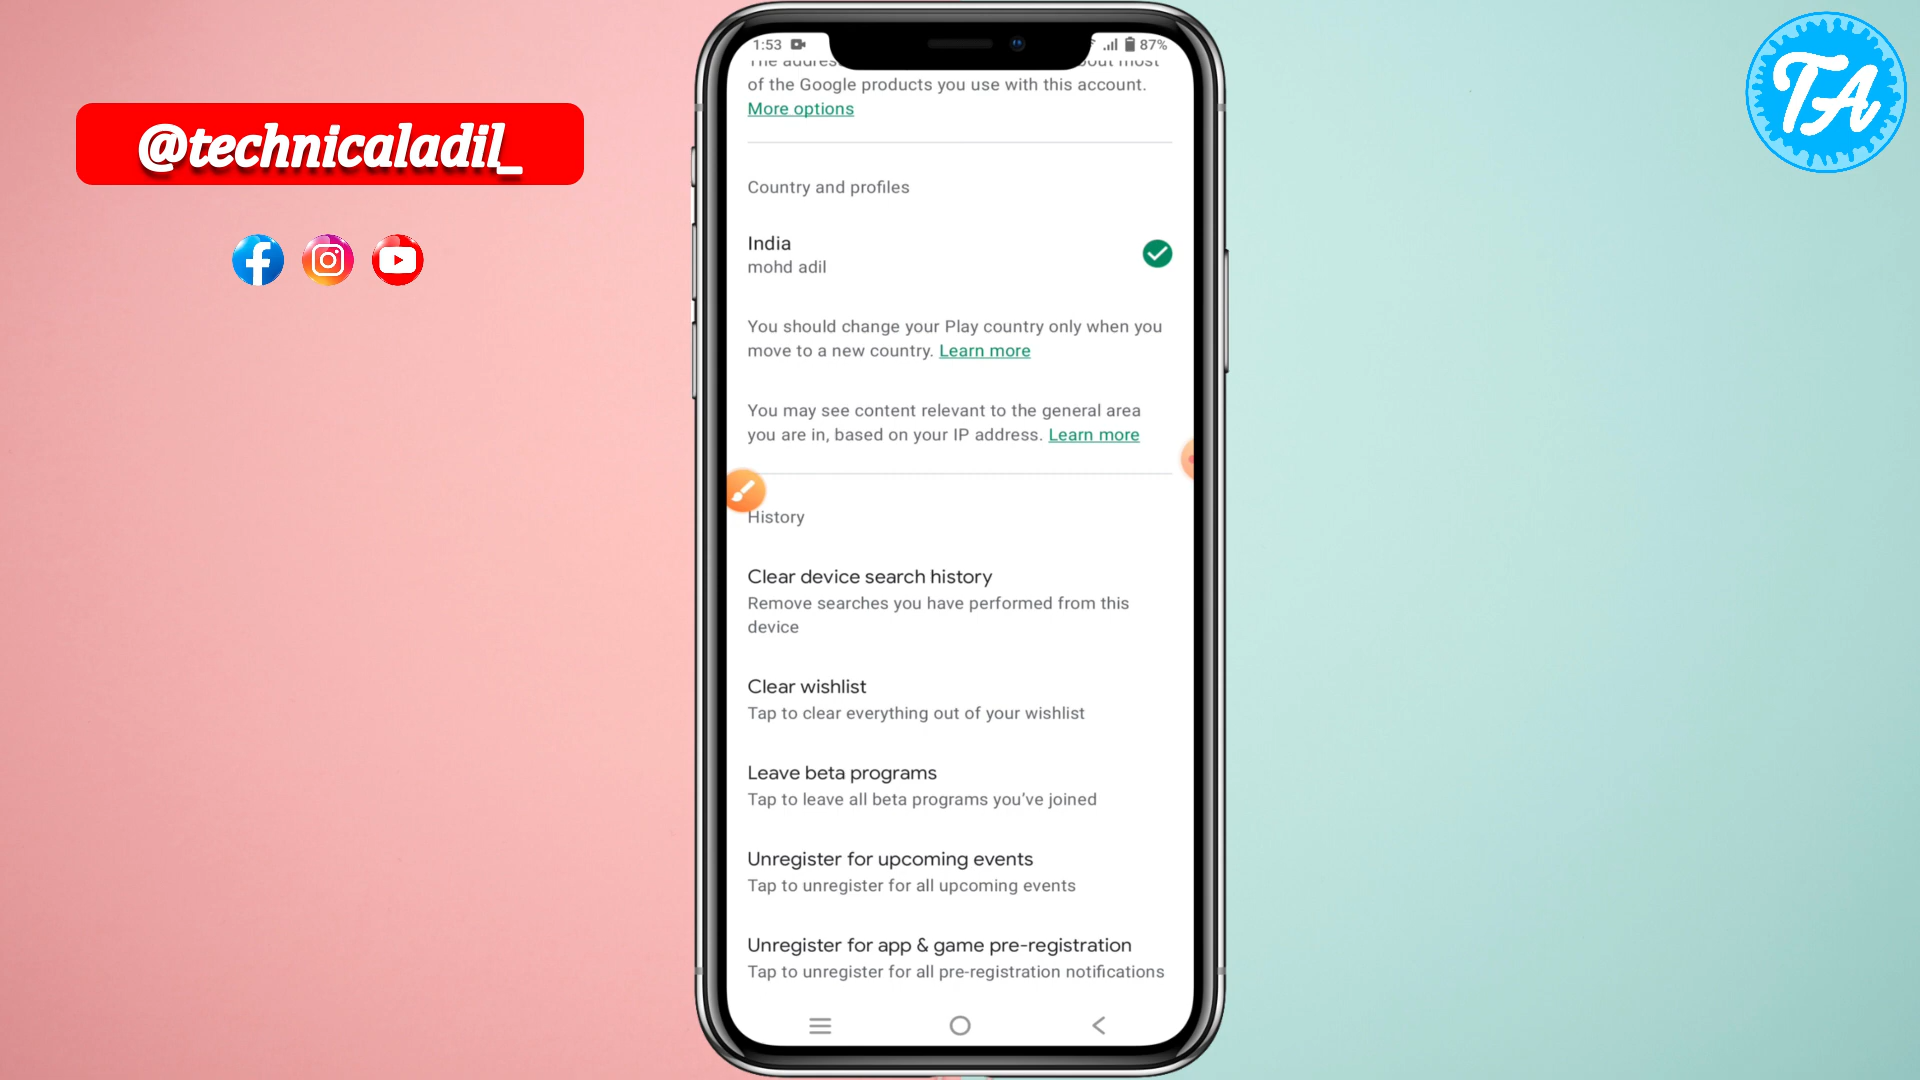 @technicaladil_
TA
1:53
87%
of the Google products you use with this account.
More options
Country and profiles
India
mohd adil
You should change your Play country only when you
move to a new country. Learn more
You may see content relevant to the general area
you are in, based on your IP address. Learn more
History
Clear device search history
Remove searches you have performed from this
device
Clear wishlist
Tap to clear everything out of your wishlist
Leave beta programs
Tap to leave all beta programs you’ve joined
Unregister for upcoming events
Tap to unregister for all upcoming events
Unregister for app & game pre-registration
Tap to unregister for all pre-registration notifications